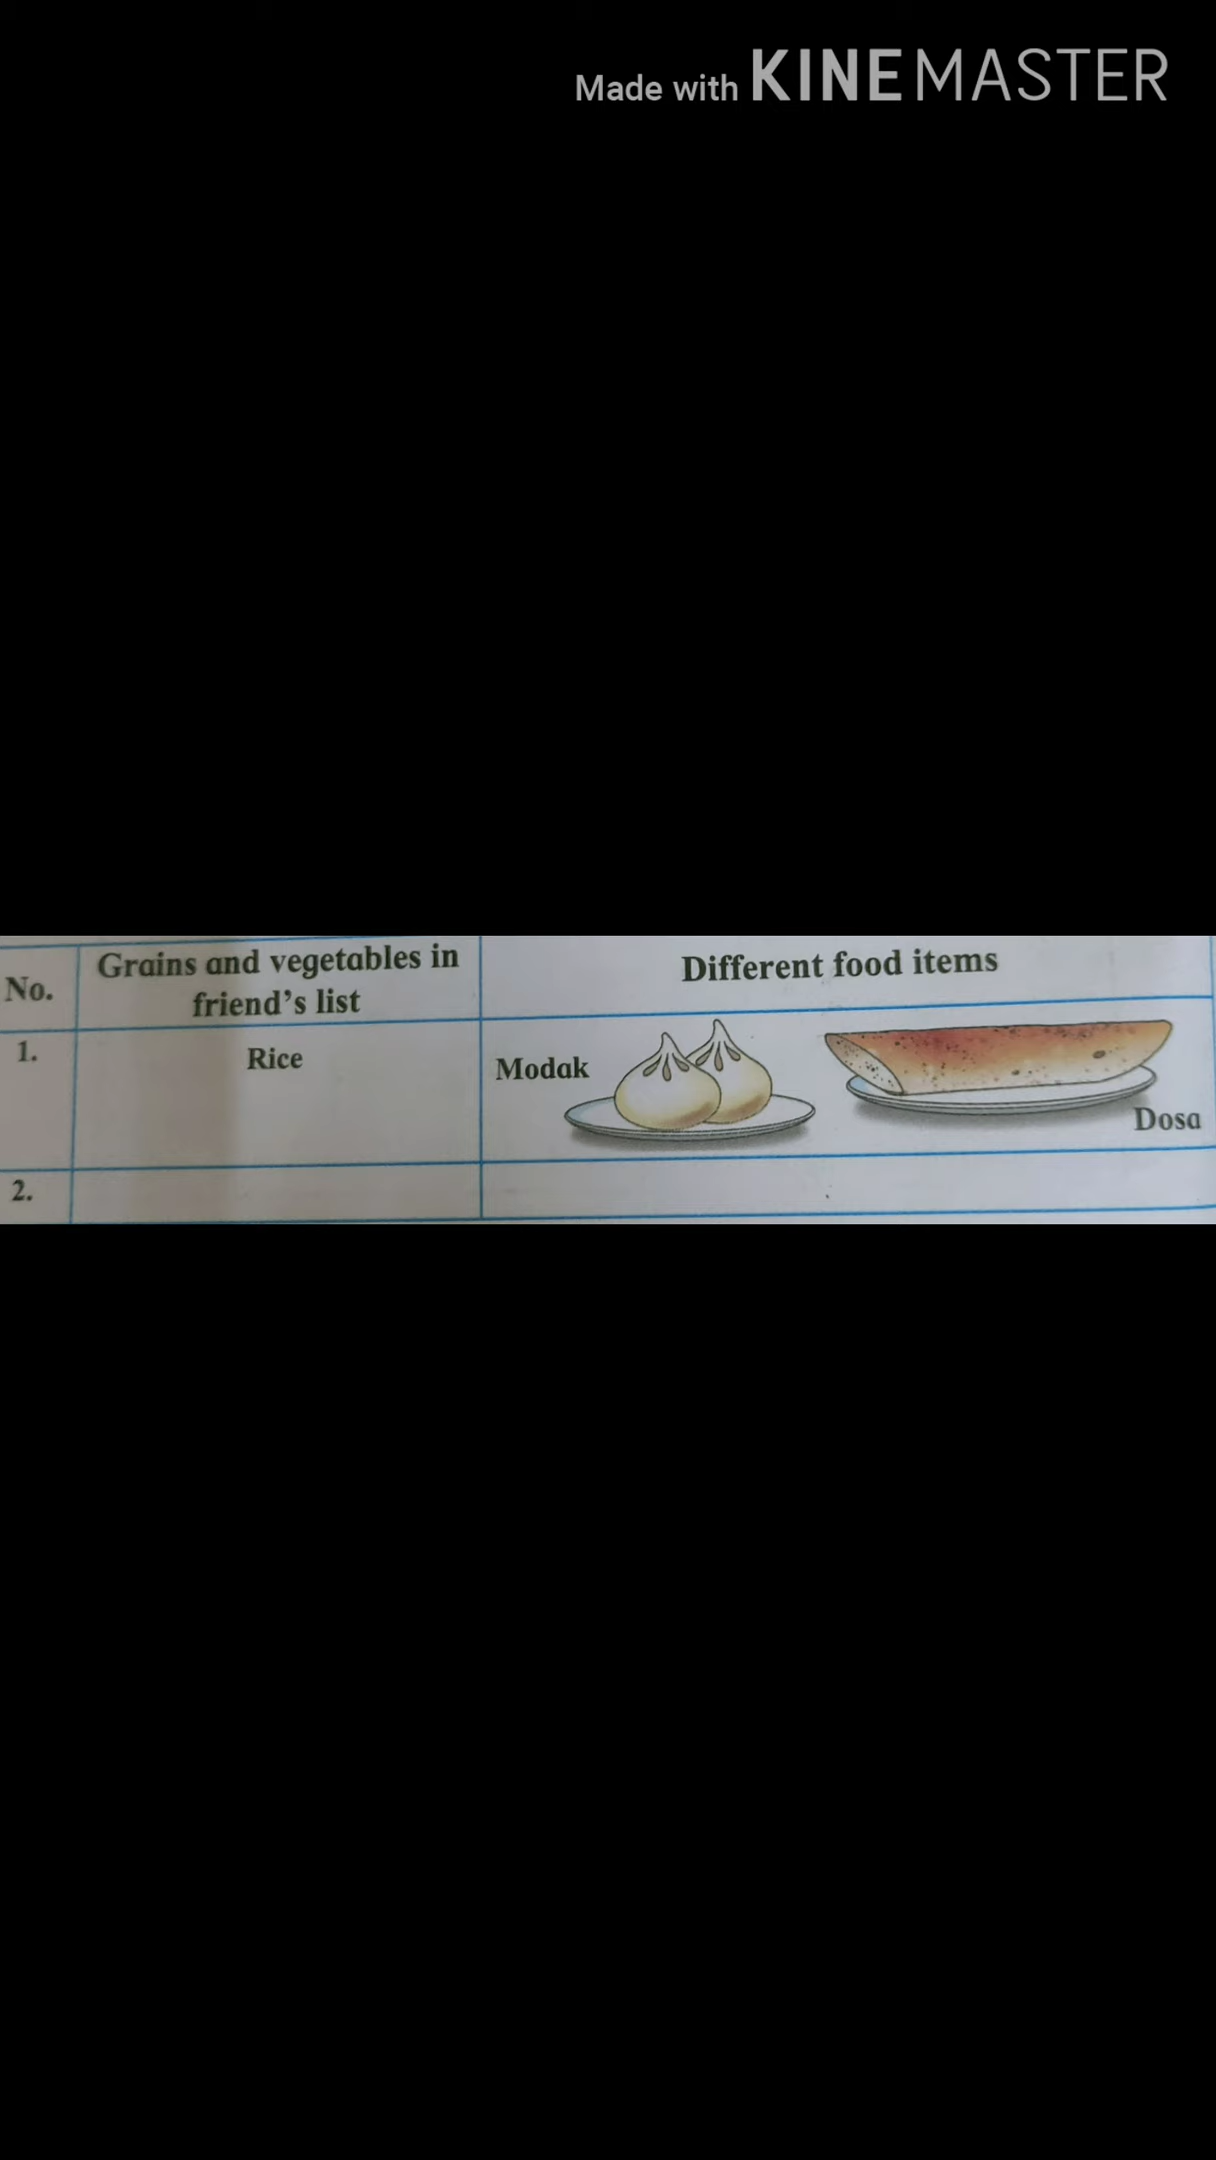 Made with KINEMASTER
No.
Grains and vegetables in
friend's list
Different food items
1.
Rice
Modak
Dosa
2.